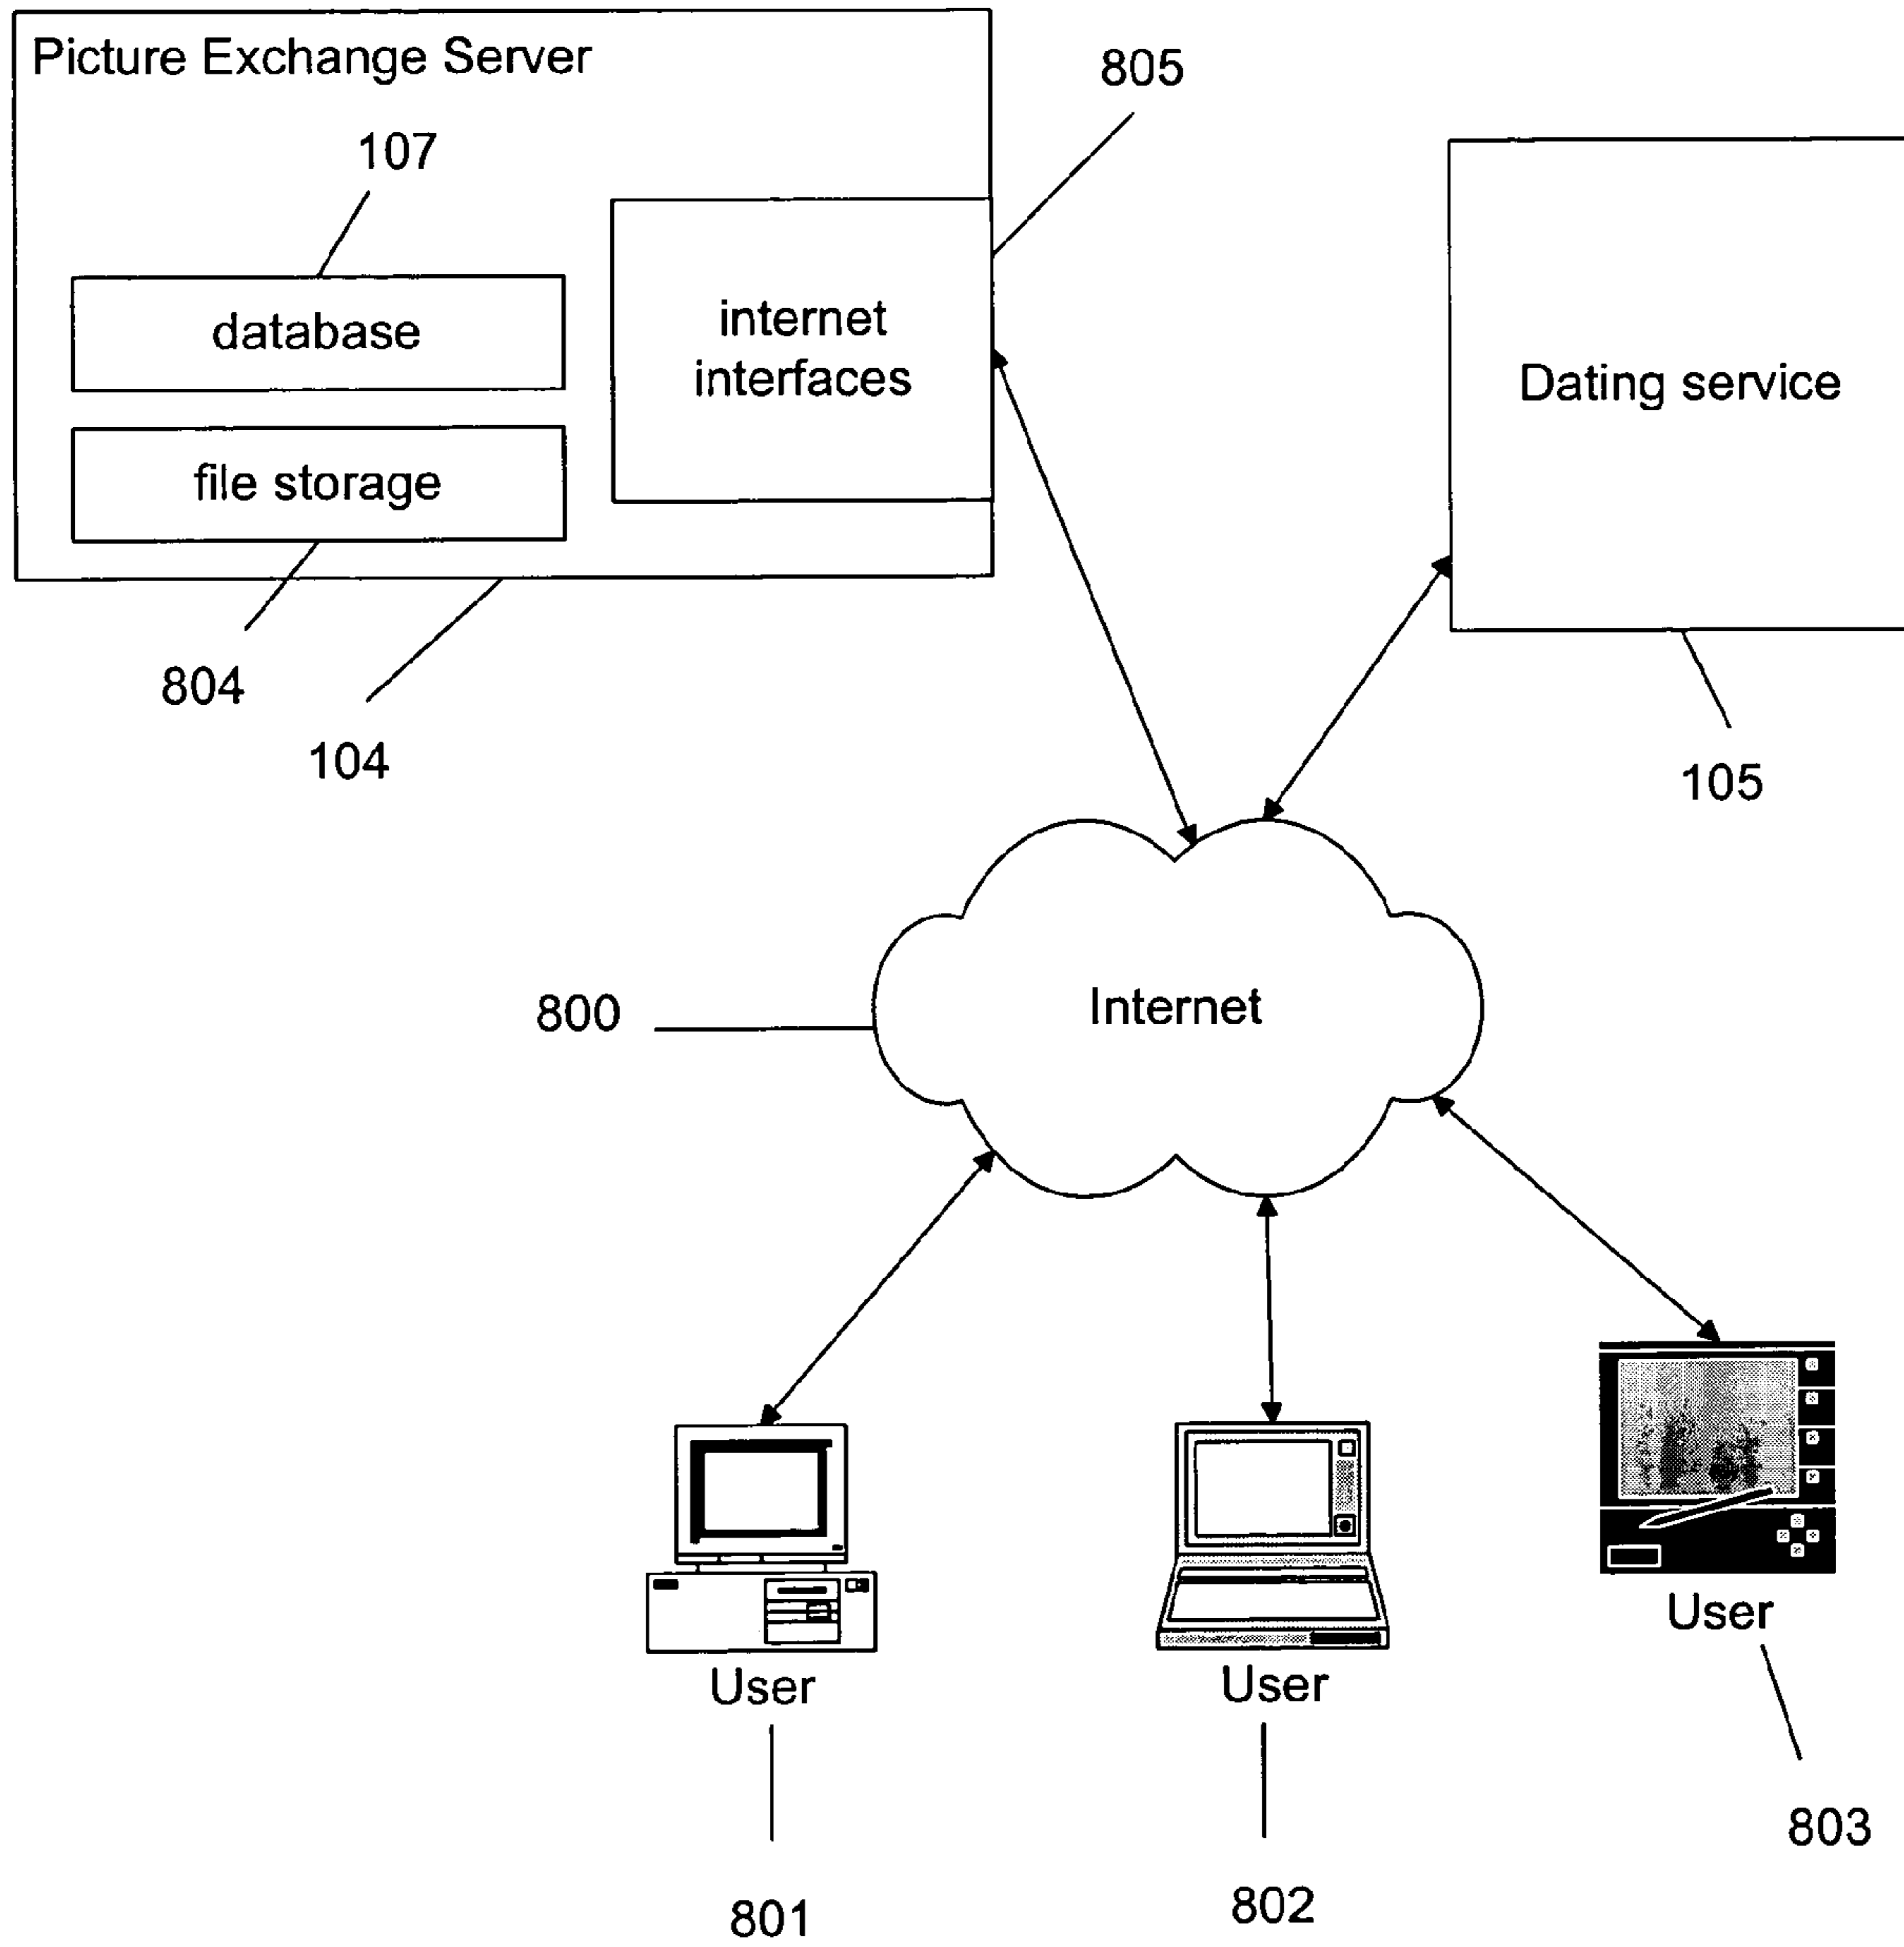 Picture Exchange Server
805
107
database
internet
interfaces
Dating service
file storage
804
104
105
800
Internet
User
User
User
803
801
802